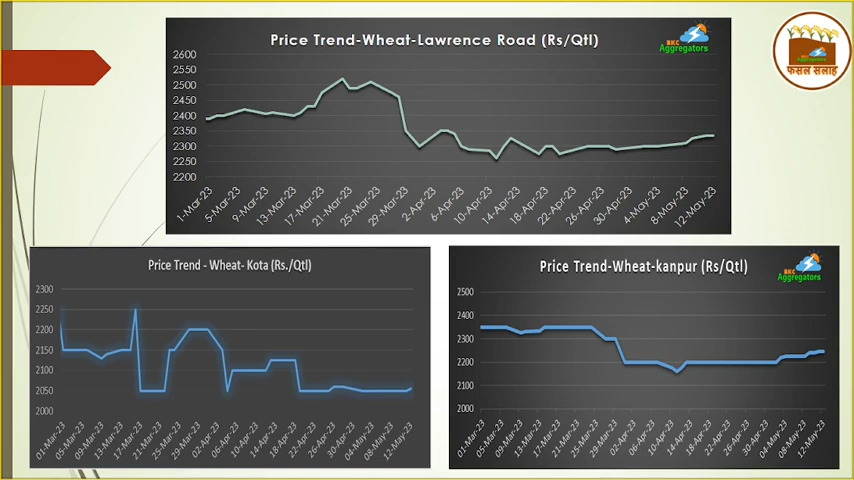 Price Trend-Wheat-Lawrence Road (Rs/Qtl)
BKC
Aggregators
फसल सलाह
2600
2550
2500
2450
2400
2350
2300
2250
2200
1-Mar-23
5-Mar-23
9-Mar-23
13-Mar-23
17-Mar-23
21-Mar-23
25-Mar-23
29-Mar-23
2-Apr-23
6-Apr-23
10-Apr-23
14-Apr-23
18-Apr-23
22-Apr-23
26-Apr-23
30-Apr-23
4-May-23
8-May-23
12-May-23
Price Trend - Wheat- Kota (Rs./Qtl)
2300
2250
2200
2150
2100
2050
2000
01-Mar-23
05-Mar-23
09-Mar-23
13-Mar-23
17-Mar-23
21-Mar-23
25-Mar-23
29-Mar-23
02-Apr-23
06-Apr-23
10-Apr-23
14-Apr-23
18-Apr-23
22-Apr-23
26-Apr-23
30-Apr-23
04-May-23
08-May-23
12-May-23
Price Trend-Wheat-kanpur (Rs/Qtl)
BKC
Aggregators
2500
2400
2300
2200
2100
2000
01-Mar-23
05-Mar-23
09-Mar-23
13-Mar-23
17-Mar-23
21-Mar-23
25-Mar-23
29-Mar-23
02-Apr-23
06-Apr-23
10-Apr-23
14-Apr-23
18-Apr-23
22-Apr-23
26-Apr-23
30-Apr-23
04-May-23
08-May-23
12-May-23